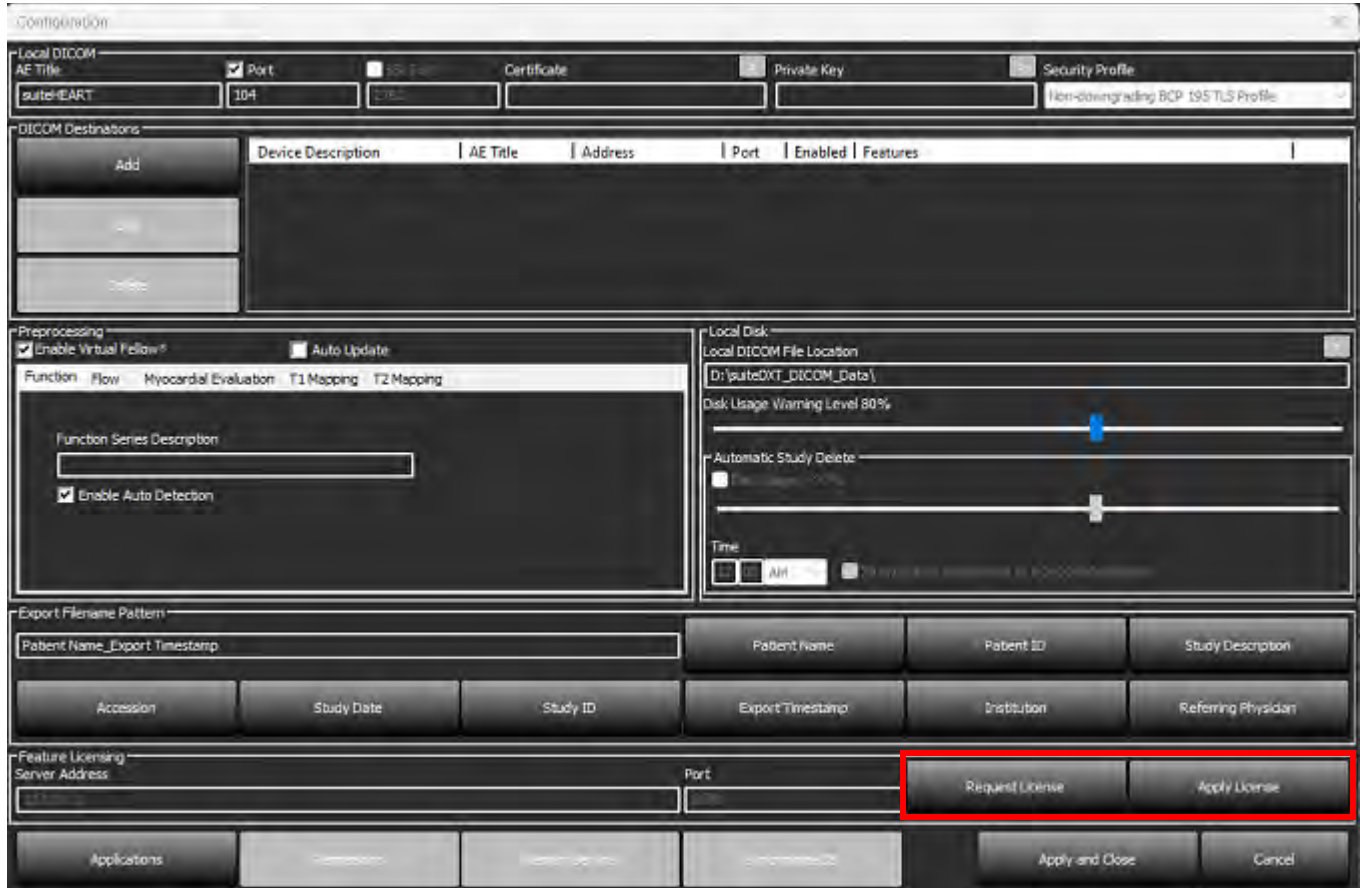 Configuration
Local DICOM
AE Title Port Certificate Private Key Security Profile
suiteHEART 104 Non-downgrading BCP 195 TLS Profile
DICOM Destinations
Add Device Description AE Title Address Port Enabled Features
Delete
Preprocessing
Enable Virtual Fellow® Auto Update
Function Flow Myocardial Evaluation T1 Mapping T2 Mapping
Function Series Description
Enable Auto Detection
Local Disk
Local DICOM File Location
D:\suiteDXT_DICOM_Data\
Disk Usage Warning Level 80%
Automatic Study Delete
Time
AM
Export Filename Pattern
Patient Name_Export Timestamp Patient Name Patient ID Study Description
Accession Study Date Study ID Export Timestamp Institution Referring Physician
Feature Licensing
Server Address Port
Request License Apply License
Applications Apply and Close Cancel